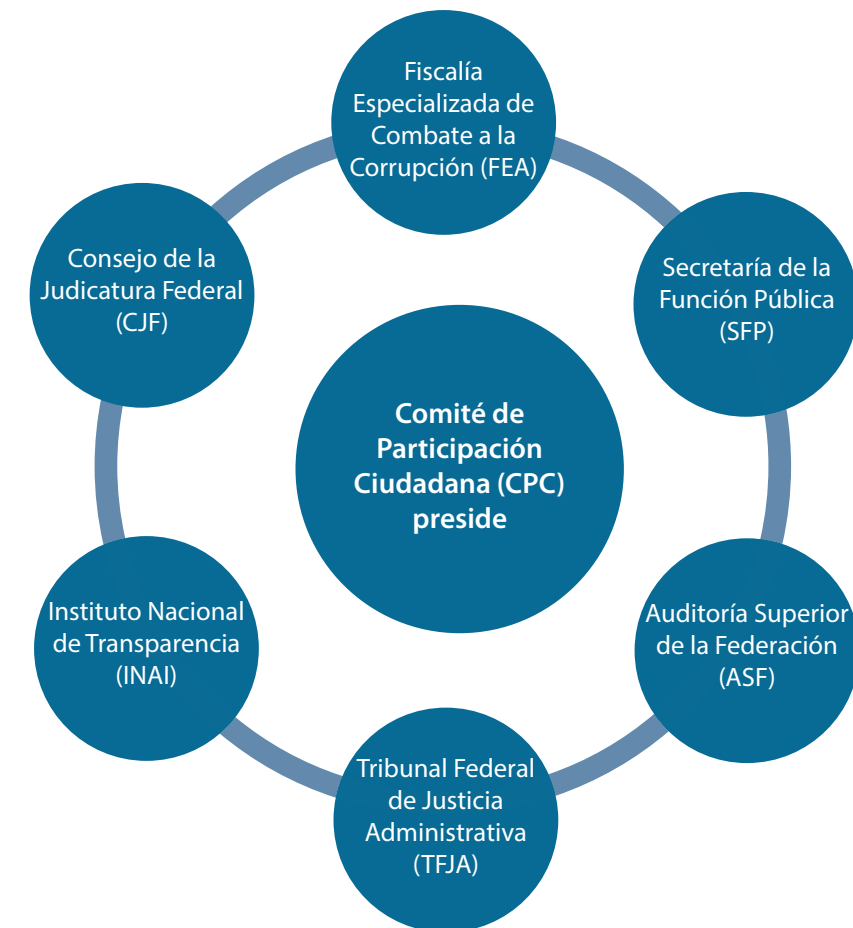 Fiscalía
Especializada de
Combate a la
Corrupción (FEA)
Secretaría de la
Función Pública
(SFP)
Auditoría Superior
de la Federación
(ASF)
Tribunal Federal
de Justicia
Administrativa
(TFJA)
Instituto Nacional
de Transparencia
(INAI)
Consejo de la
Judicatura Federal
(CJF)
Comité de
Participación
Ciudadana (CPC)
preside